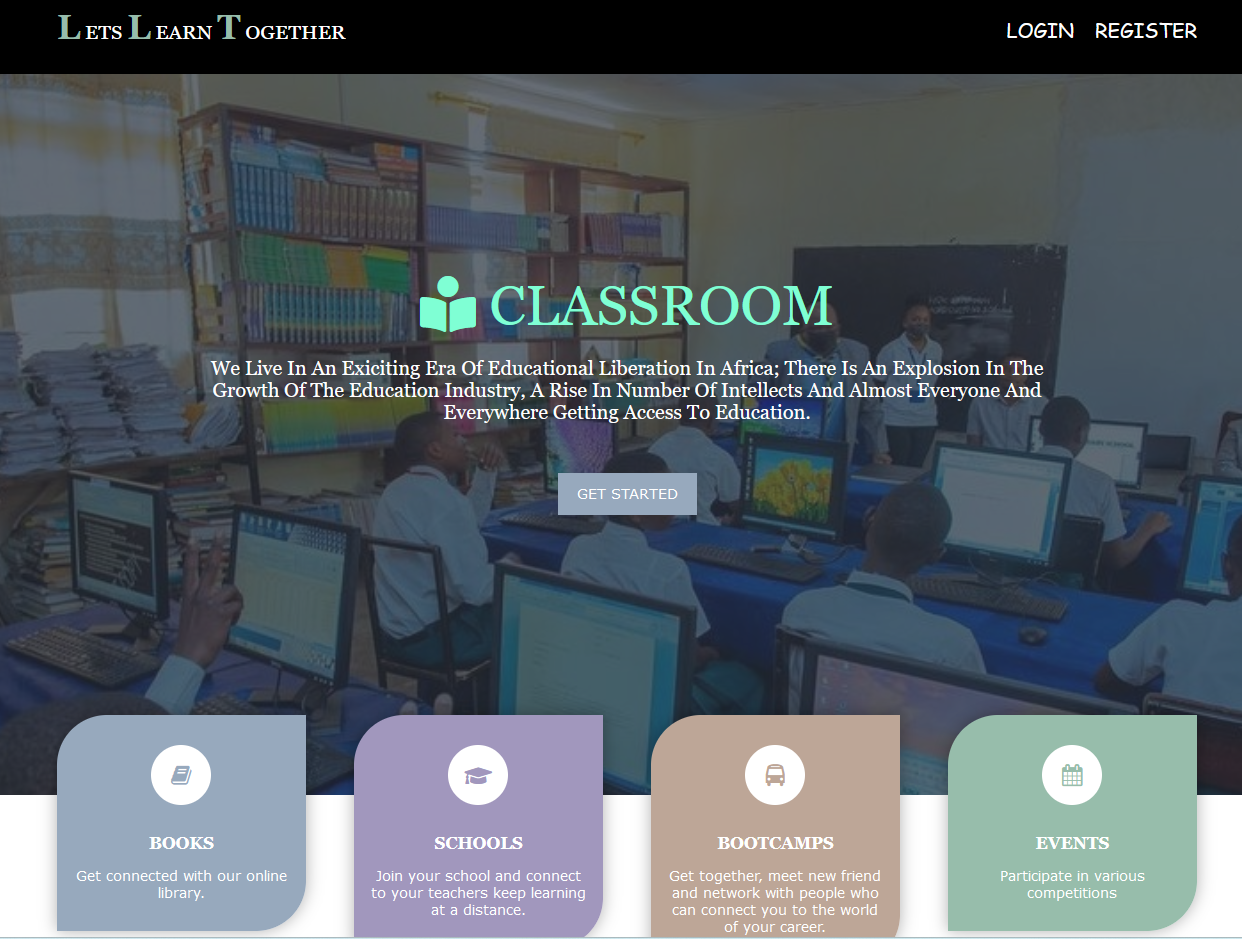 LETS LEARN TOGETHER
LOGIN REGISTER
CLASSROOM
We Live In An Exiciting Era Of Educational Liberation In Africa; There Is An Explosion In The
Growth Of The Education Industry, A Rise In Number Of Intellects And Almost Everyone And
Everywhere Getting Access To Education.
GET STARTED
BOOKS
Get connected with our online
library.
SCHOOLS
Join your school and connect
to your teachers keep learning
at a distance.
BOOTCAMPS
Get together, meet new friend
and network with people who
can connect you to the world
of your career.
EVENTS
Participate in various
competitions